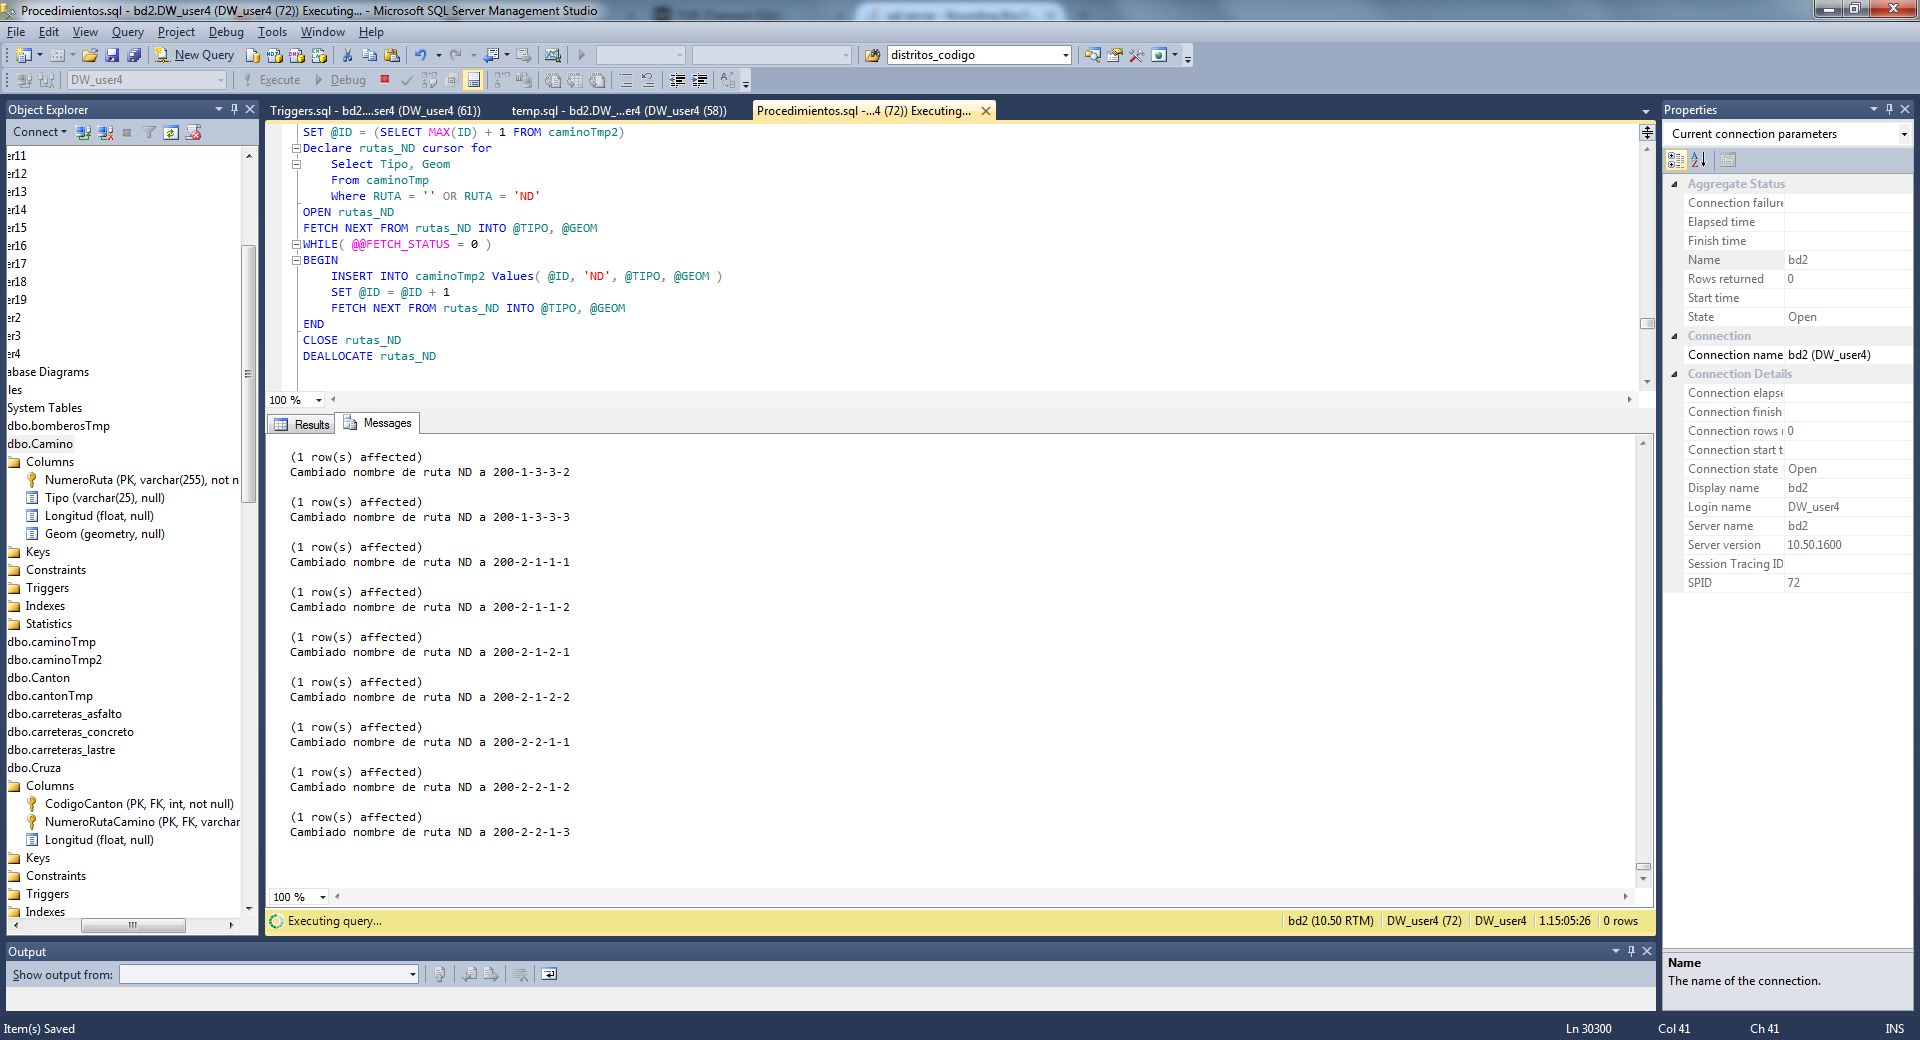 Procedimientos.sql - bd2.DW_user4 (DW_user4 (72)) Executing... - Microsoft SQL Server Management Studio
File Edit View Query Project Debug Tools Window Help
New Query distritos_codigo
DW_user4 Execute Debug
Object Explorer
Connect
er11
er12
er13
er14
er15
er16
er17
er18
er19
er2
er3
er4
abase Diagrams
les
System Tables
dbo.bomberosTmp
dbo.Camino
Columns
NumeroRuta (PK, varchar(255), not n
Tipo (varchar(25), null)
Longitud (float, null)
Geom (geometry, null)
Keys
Constraints
Triggers
Indexes
Statistics
dbo.caminoTmp
dbo.caminoTmp2
dbo.Canton
dbo.cantonTmp
dbo.carreteras_asfalto
dbo.carreteras_concreto
dbo.carreteras_lastre
dbo.Cruza
Columns
CodigoCanton (PK, FK, int, not null)
NumeroRutaCamino (PK, FK, varchar
Longitud (float, null)
Keys
Constraints
Triggers
Indexes
Triggers.sql - bd2....ser4 (DW_user4 (61)) temp.sql - bd2.DW_...er4 (DW_user4 (58)) Procedimientos.sql -...4 (72)) Executing...
SET @ID = (SELECT MAX(ID) + 1 FROM caminoTmp2)
Declare rutas_ND cursor for
Select Tipo, Geom
From caminoTmp
Where RUTA = '' OR RUTA = 'ND'
OPEN rutas_ND
FETCH NEXT FROM rutas_ND INTO @TIPO, @GEOM
WHILE( @@FETCH_STATUS = 0 )
BEGIN
INSERT INTO caminoTmp2 Values( @ID, 'ND', @TIPO, @GEOM )
SET @ID = @ID + 1
FETCH NEXT FROM rutas_ND INTO @TIPO, @GEOM
END
CLOSE rutas_ND
DEALLOCATE rutas_ND
100 %
Results Messages
(1 row(s) affected)
Cambiado nombre de ruta ND a 200-1-3-3-2
(1 row(s) affected)
Cambiado nombre de ruta ND a 200-1-3-3-3
(1 row(s) affected)
Cambiado nombre de ruta ND a 200-2-1-1-1
(1 row(s) affected)
Cambiado nombre de ruta ND a 200-2-1-1-2
(1 row(s) affected)
Cambiado nombre de ruta ND a 200-2-1-2-1
(1 row(s) affected)
Cambiado nombre de ruta ND a 200-2-1-2-2
(1 row(s) affected)
Cambiado nombre de ruta ND a 200-2-2-1-1
(1 row(s) affected)
Cambiado nombre de ruta ND a 200-2-2-1-2
(1 row(s) affected)
Cambiado nombre de ruta ND a 200-2-2-1-3
100 %
Executing query... bd2 (10.50 RTM) DW_user4 (72) DW_user4 1.15:05:26 0 rows
Properties
Current connection parameters
Aggregate Status
Connection failure
Elapsed time
Finish time
Name bd2
Rows returned 0
Start time
State Open
Connection
Connection name bd2 (DW_user4)
Connection Details
Connection elapse
Connection finish
Connection rows r 0
Connection start t
Connection state Open
Display name bd2
Login name DW_user4
Server name bd2
Server version 10.50.1600
Session Tracing ID
SPID 72
Name
The name of the connection.
Output
Show output from:
Item(s) Saved Ln 30300 Col 41 Ch 41 INS